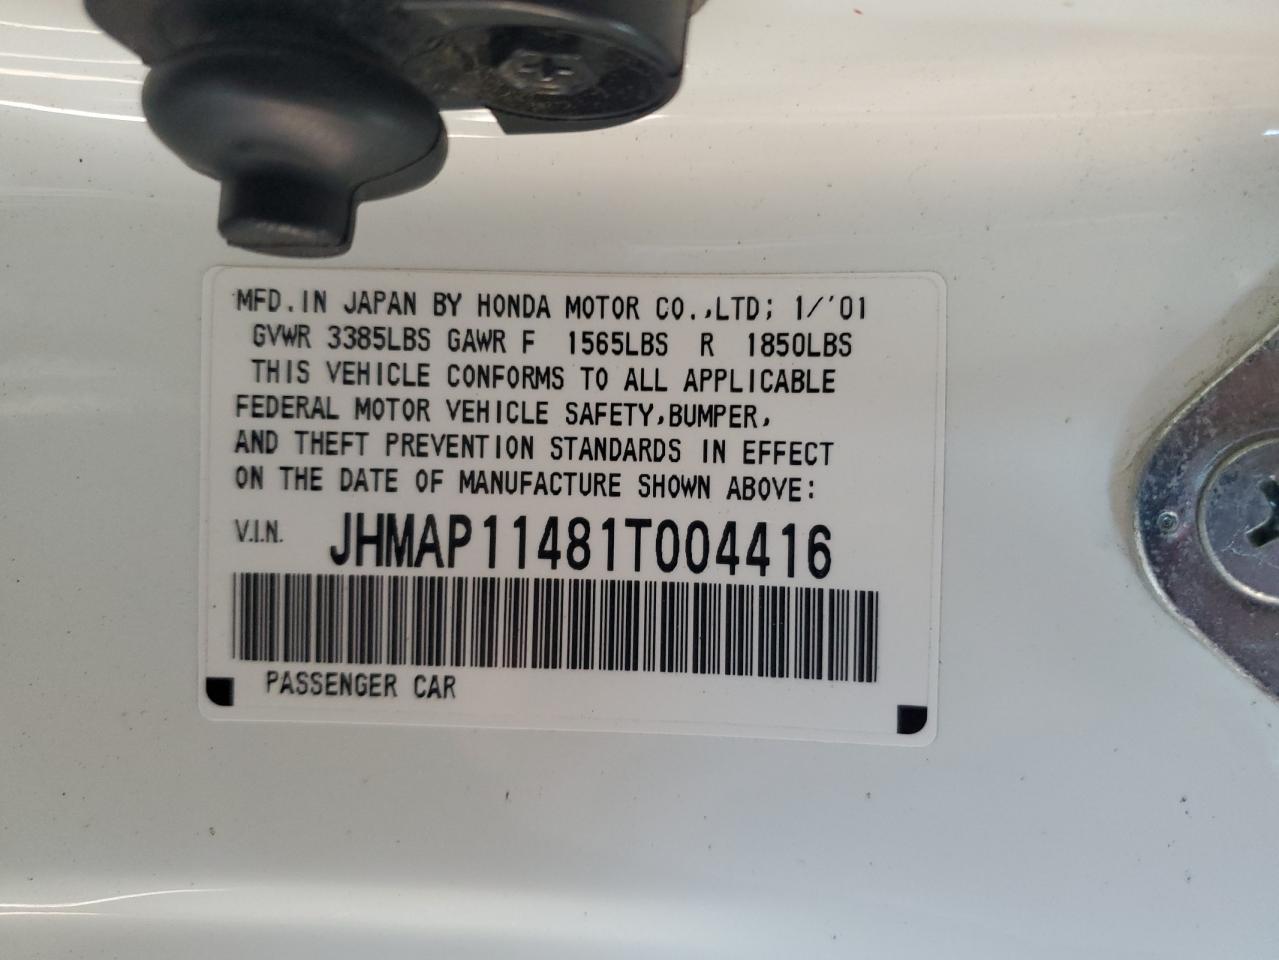 MFD.IN JAPAN BY HONDA MOTOR CO.,LTD; 1/'01
GVWR 3385LBS GAWR F 1565LBS R 1850LBS
THIS VEHICLE CONFORMS TO ALL APPLICABLE
FEDERAL MOTOR VEHICLE SAFETY,BUMPER,
AND THEFT PREVENTION STANDARDS IN EFFECT
ON THE DATE OF MANUFACTURE SHOWN ABOVE:
V.I.N. JHMAP11481T004416
PASSENGER CAR